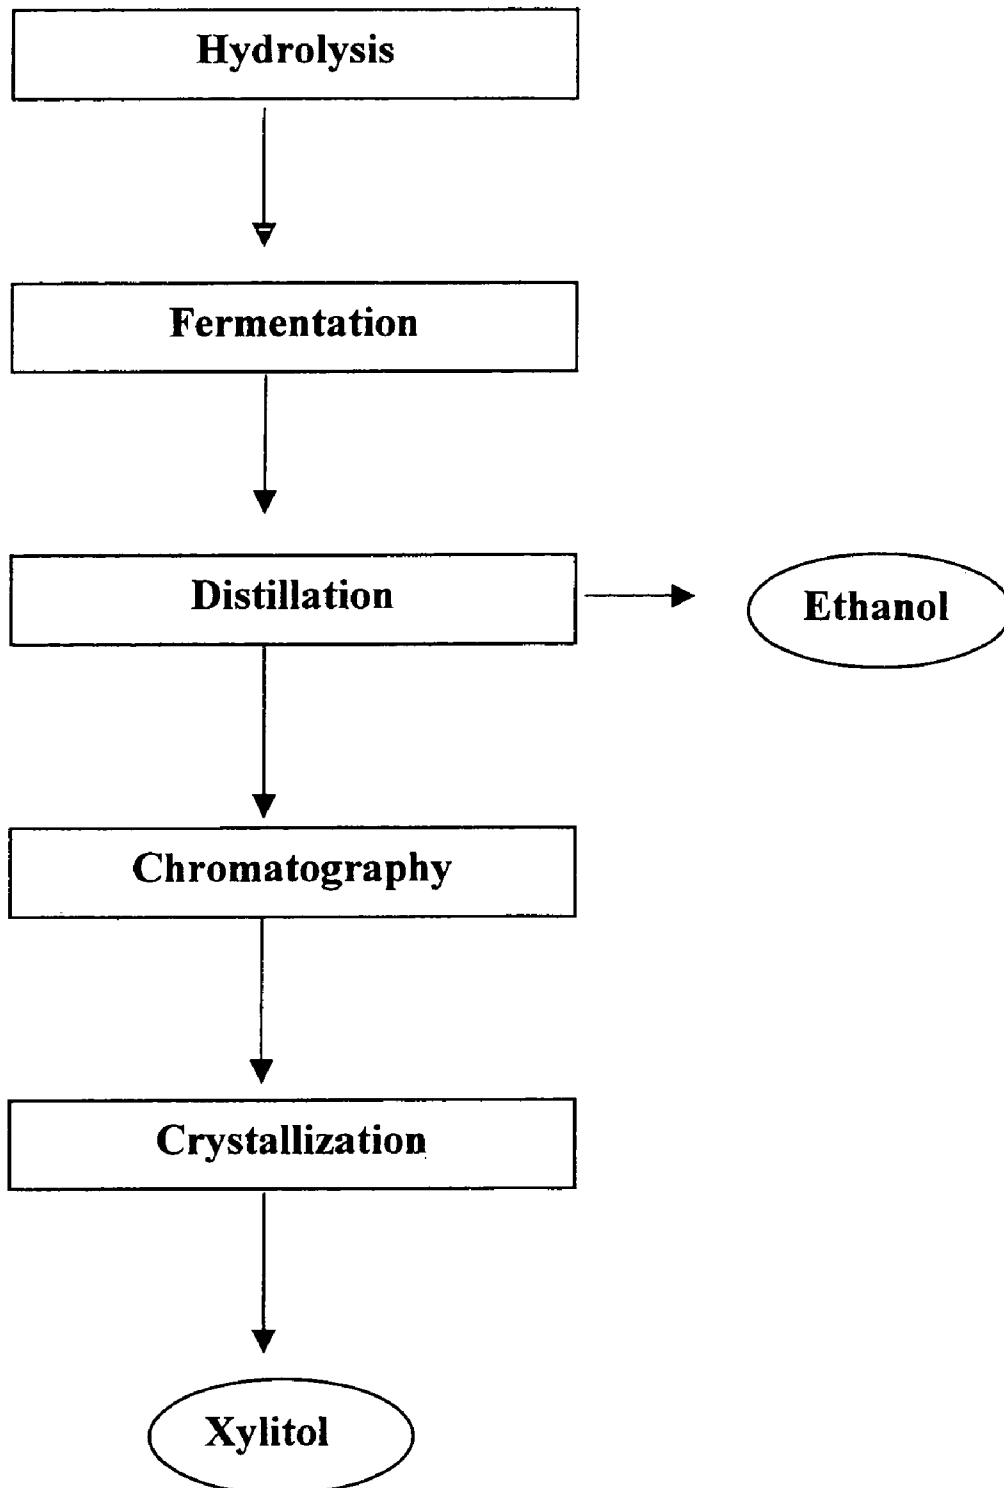 Hydrolysis
Fermentation
Distillation
Ethanol
Chromatography
Crystallization
Xylitol